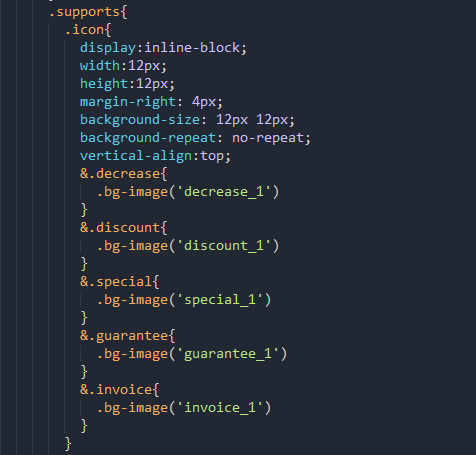 .supports{
.icon{
display:inline-block;
width:12px;
height:12px;
margin-right: 4px;
background-size: 12px 12px;
background-repeat: no-repeat;
vertical-align:top;
&.decrease{
.bg-image('decrease_1')
}
&.discount{
.bg-image('discount_1')
}
&.special{
.bg-image('special_1')
}
&.guarantee{
.bg-image('guarantee_1')
}
&.invoice{
.bg-image('invoice_1')
}
}